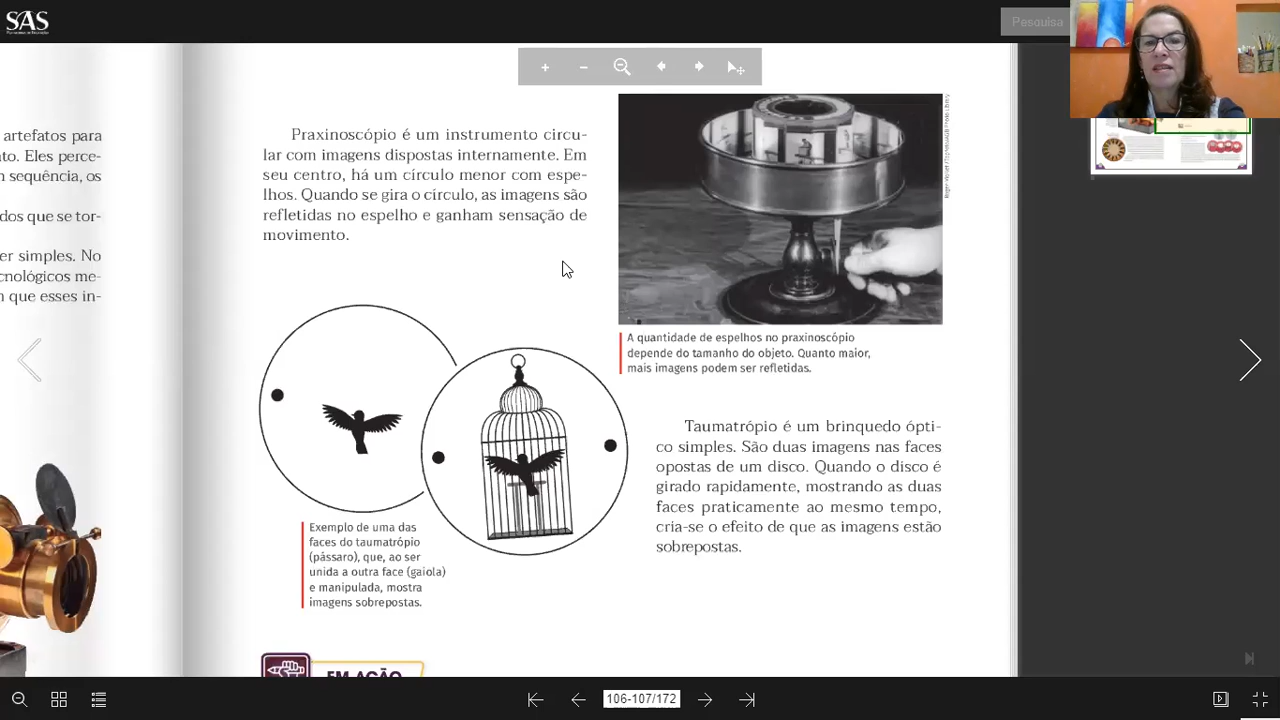 SAS
Pesquisa
artefatos para
nto. Eles perce-
m sequência, os
dos que se tor-
er simples. No
cnológicos me-
m que esses in-
Praxinoscópio é um instrumento circu-
lar com imagens dispostas internamente. Em
seu centro, há um círculo menor com espe-
lhos. Quando se gira o círculo, as imagens são
refletidas no espelho e ganham sensação de
movimento.
A quantidade de espelhos no praxinoscópio
depende do tamanho do objeto. Quanto maior,
mais imagens podem ser refletidas.
Exemplo de uma das
faces do taumatrópio
(pássaro), que, ao ser
unida a outra face (gaiola)
e manipulada, mostra
imagens sobrepostas.
Taumatrópio é um brinquedo ópti-
co simples. São duas imagens nas faces
opostas de um disco. Quando o disco é
girado rapidamente, mostrando as duas
faces praticamente ao mesmo tempo,
cria-se o efeito de que as imagens estão
sobrepostas.
EM AÇÃO
106-107/172